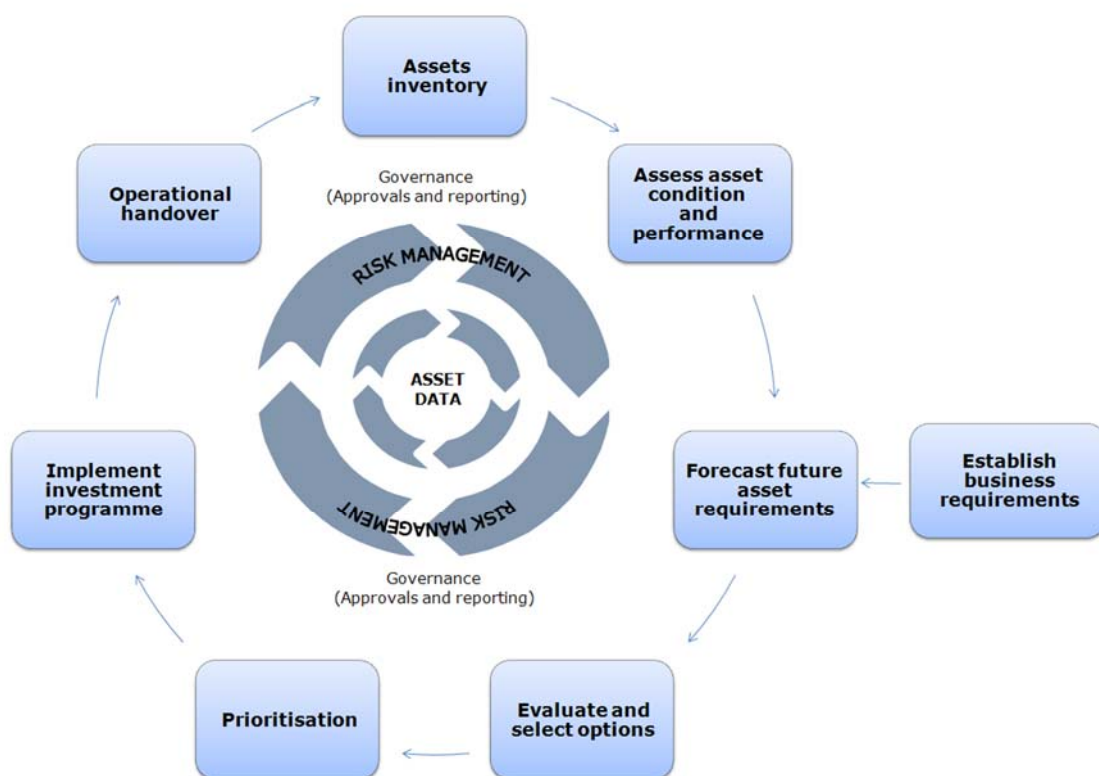 Assets
inventory
Assess asset
condition
and
performance
Operational
handover
Governance
(Approvals and reporting)
RISK MANAGEMENT
ASSET
DATA
Forecast future
asset
requirements
Establish
business
requirements
Implement
investment
programme
RISK MANAGEMENT
Governance
(Approvals and reporting)
Evaluate and
select options
Prioritisation